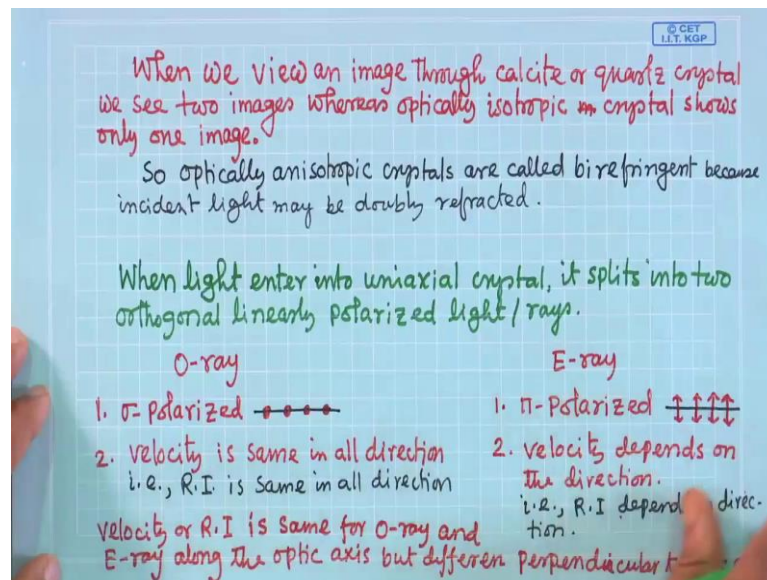 © CET
I.I.T. KGP
When we view an image through calcite or quartz crystal
we see two images whereas optically isotropic crystal shows
only one image.
So optically anisotropic crystals are called birefringent because
incident light may be doubly refracted.
When light enter into uniaxial crystal, it splits into two
orthogonal linearly polarized light/rays.
O-ray
1. σ-Polarized
2. velocity is same in all direction
i.e., R.I. is same in all direction
E-ray
1. π-Polarized
2. velocity depends on
the direction.
i.e., R.I depend direc-
tion.
velocity or R.I is same for O-ray and
E-ray along the optic axis but differen perpendicular t